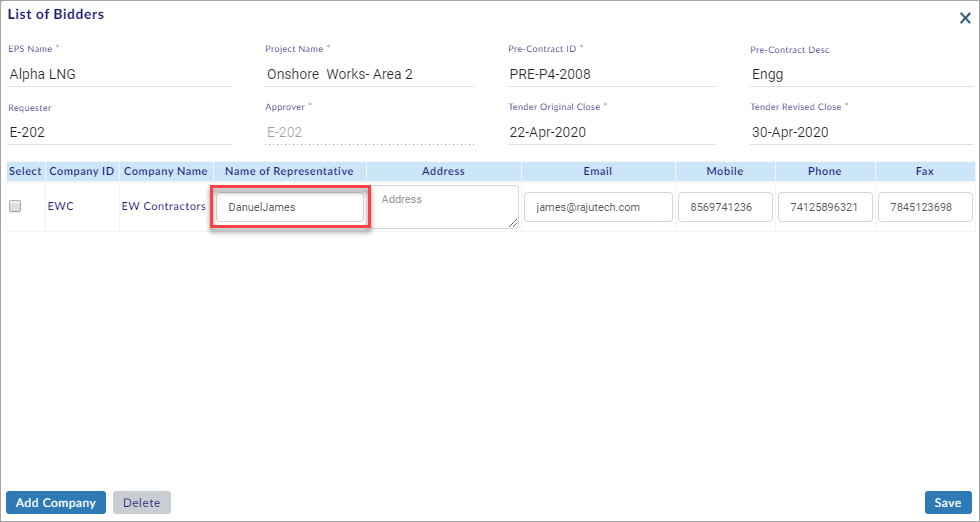 List of Bidders
EPS Name * Project Name * Pre-Contract ID * Pre-Contract Desc
Alpha LNG Onshore Works- Area 2 PRE-P4-2008 Engg
Requester Approver * Tender Original Close * Tender Revised Close *
E-202 E-202 22-Apr-2020 30-Apr-2020
Select Company ID Company Name Name of Representative Address Email Mobile Phone Fax
EWC EW Contractors DanuelJames Address james@rajutech.com 8569741236 74125896321 7845123698
Add Company Delete Save